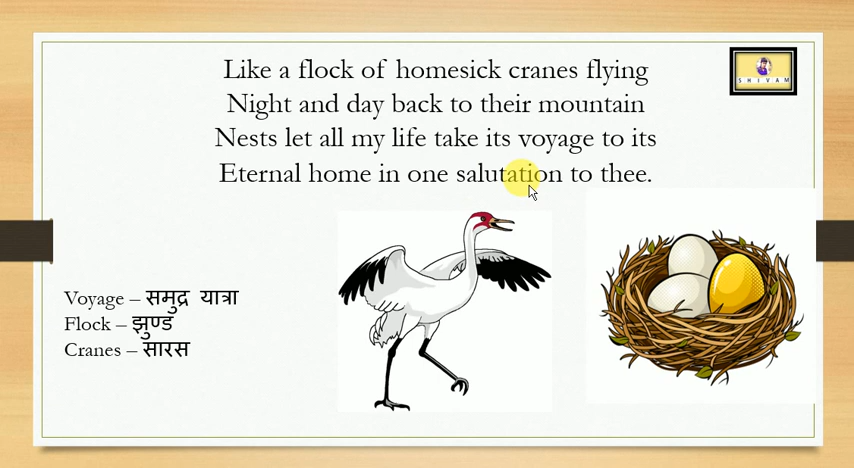 Like a flock of homesick cranes flying
Night and day back to their mountain
Nests let all my life take its voyage to its
Eternal home in one salutation to thee.
SHIVAM
Voyage – समुद्र यात्रा
Flock – झुण्ड
Cranes – सारस